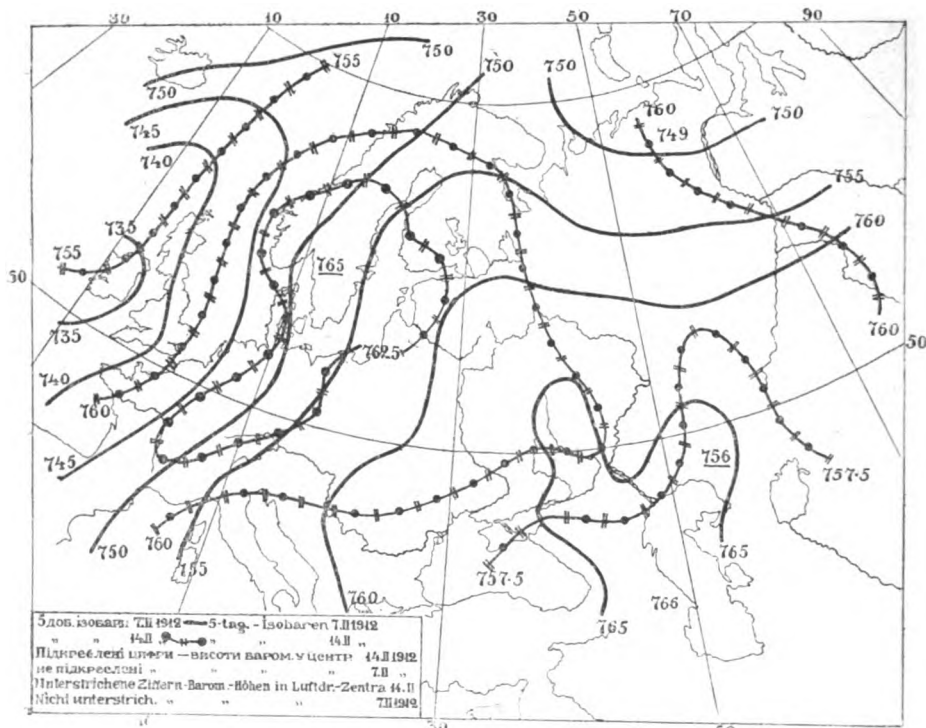 30 10 10 30 50 70 90
755 750 750 750
750 760
749 750
745
740 755
735 760
755 765
50 760
735 762.5 50
740
760
745 756
757.5
750 760 765
755 757.5
760 765 766
5 доб. ізобари 7.II 1912 5-täg.-Isobaren 7.II 1912
" " 14.II " " " 14.II "
Підкреслені цифри — висоти баром. у центр 14.II 1912
не підкреслені " " " 7.II "
Unterstrichene Ziffern-Barom.-Höhen in Luftdr.-Zentra 14.II
Nicht unterstrich. " " " 7.II 1912